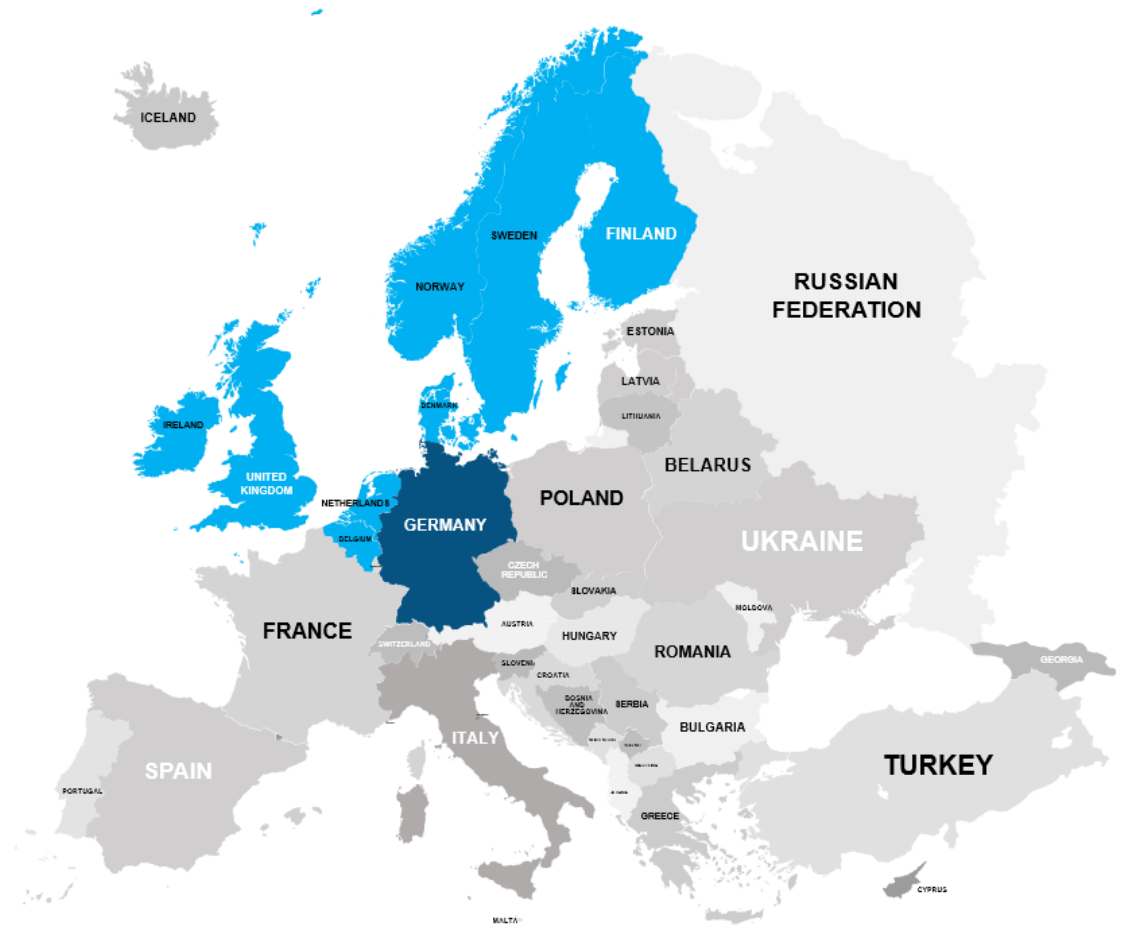 ICELAND
SWEDEN
FINLAND
NORWAY
RUSSIAN
FEDERATION
ESTONIA
LATVIA
DENMARK
LITHUANIA
IRELAND
BELARUS
UNITED
KINGDOM
POLAND
NETHERLANDS
GERMANY
BELGIUM
UKRAINE
CZECH
REPUBLIC
SLOVAKIA
MOLDOVA
AUSTRIA
FRANCE
HUNGARY
SWITZERLAND
ROMANIA
GEORGIA
SLOVENI
CROATIA
BOSNIA
AND
HERZEGOVINA
SERBIA
BULGARIA
ITALY
SPAIN
TURKEY
PORTUGAL
GREECE
CYPRUS
MALTA